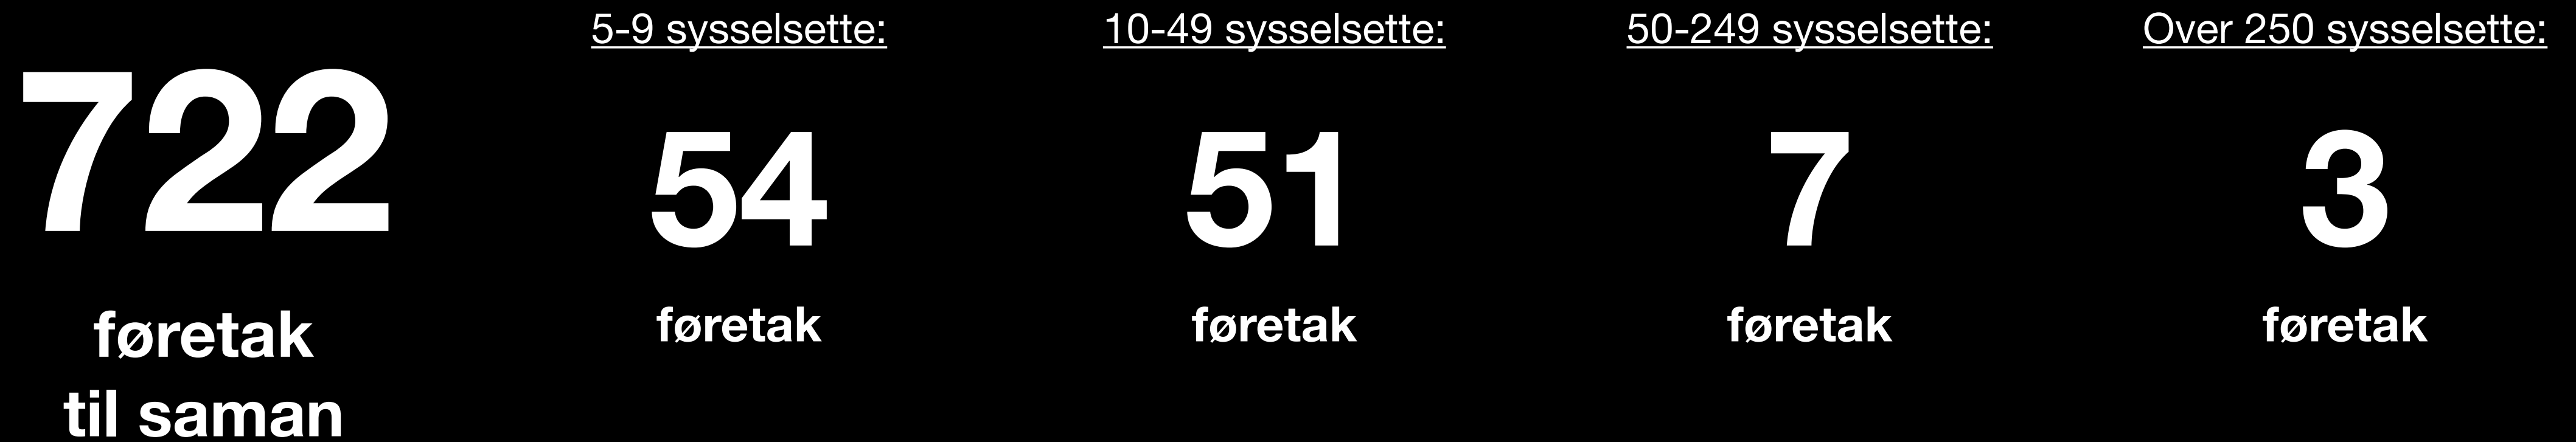 722
føretak
til saman
5-9 sysselsette:
54
føretak
10-49 sysselsette:
51
føretak
50-249 sysselsette:
7
føretak
Over 250 sysselsette:
3
føretak